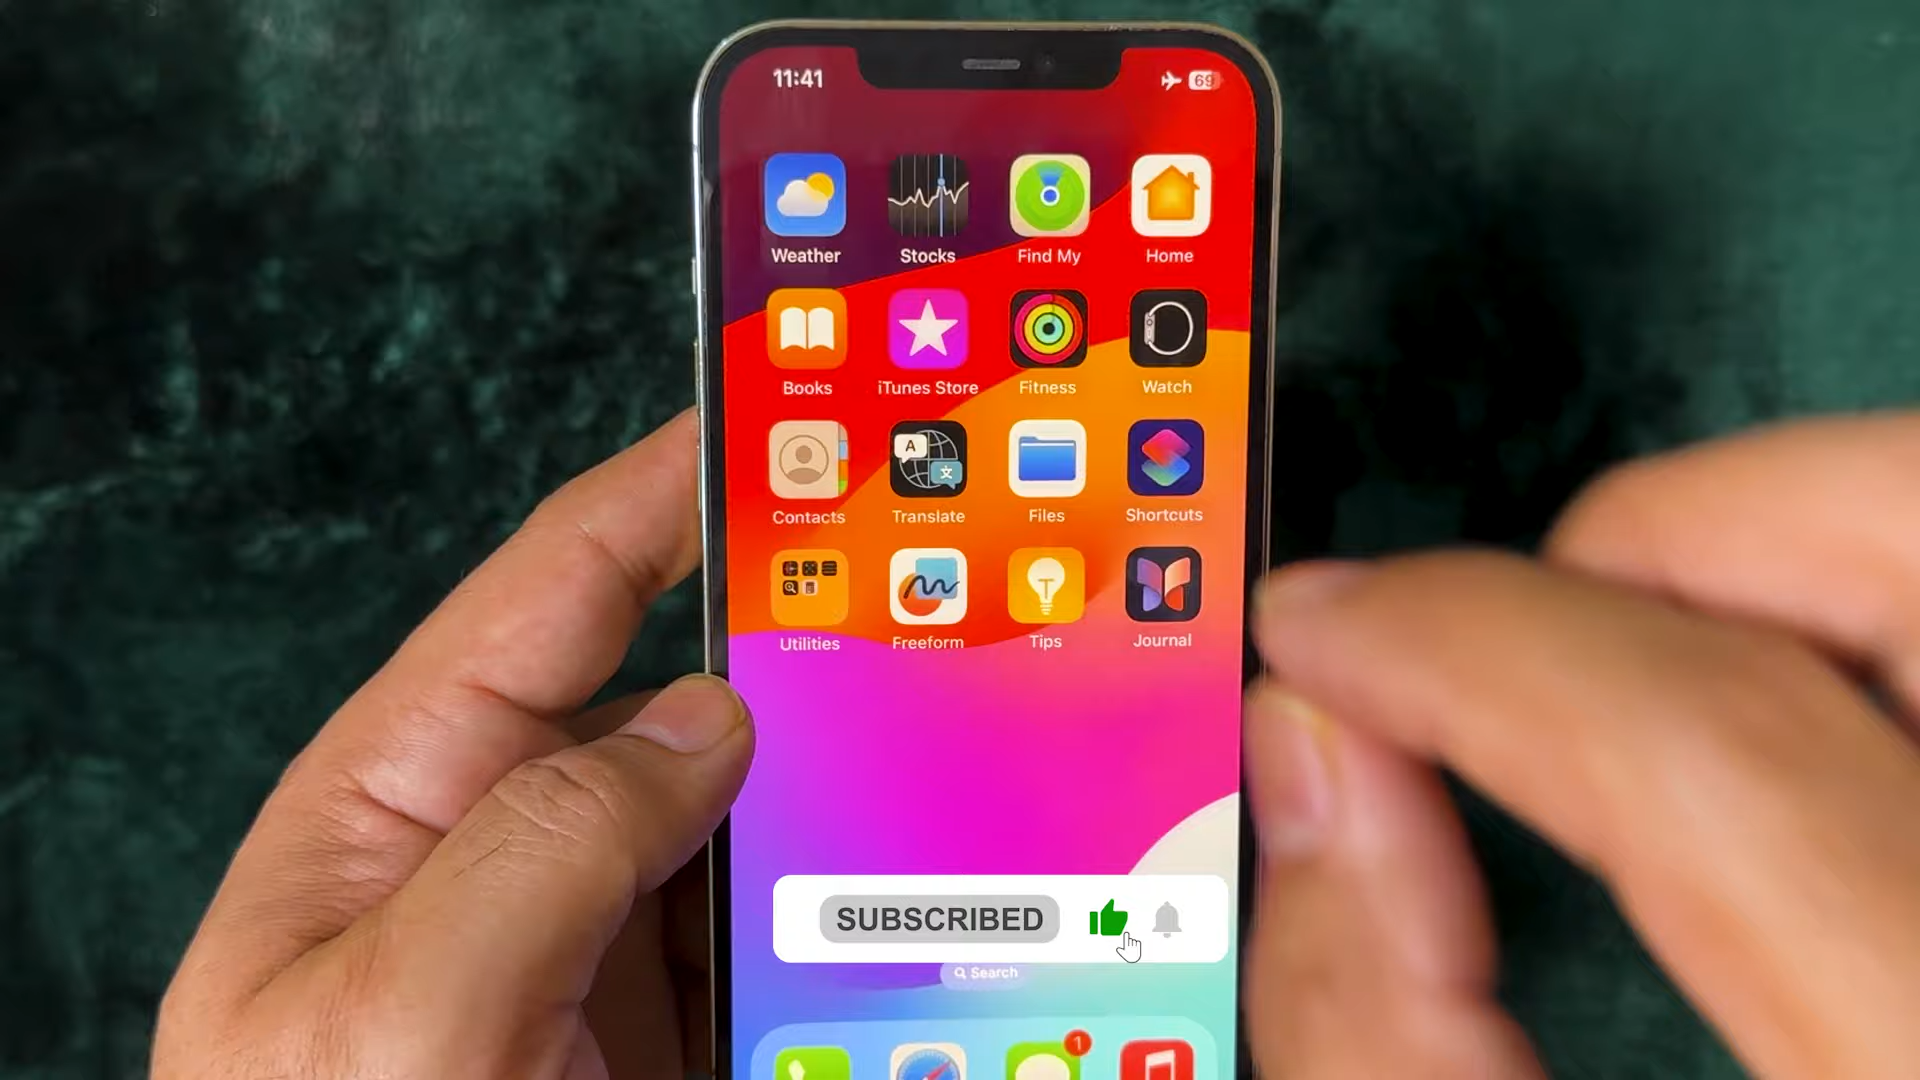 11:41
69
Weather Stocks Find My Home
Books iTunes Store Fitness Watch
A
文
Contacts Translate Files Shortcuts
T
Utilities Freeform Tips Journal
SUBSCRIBED
Search
1